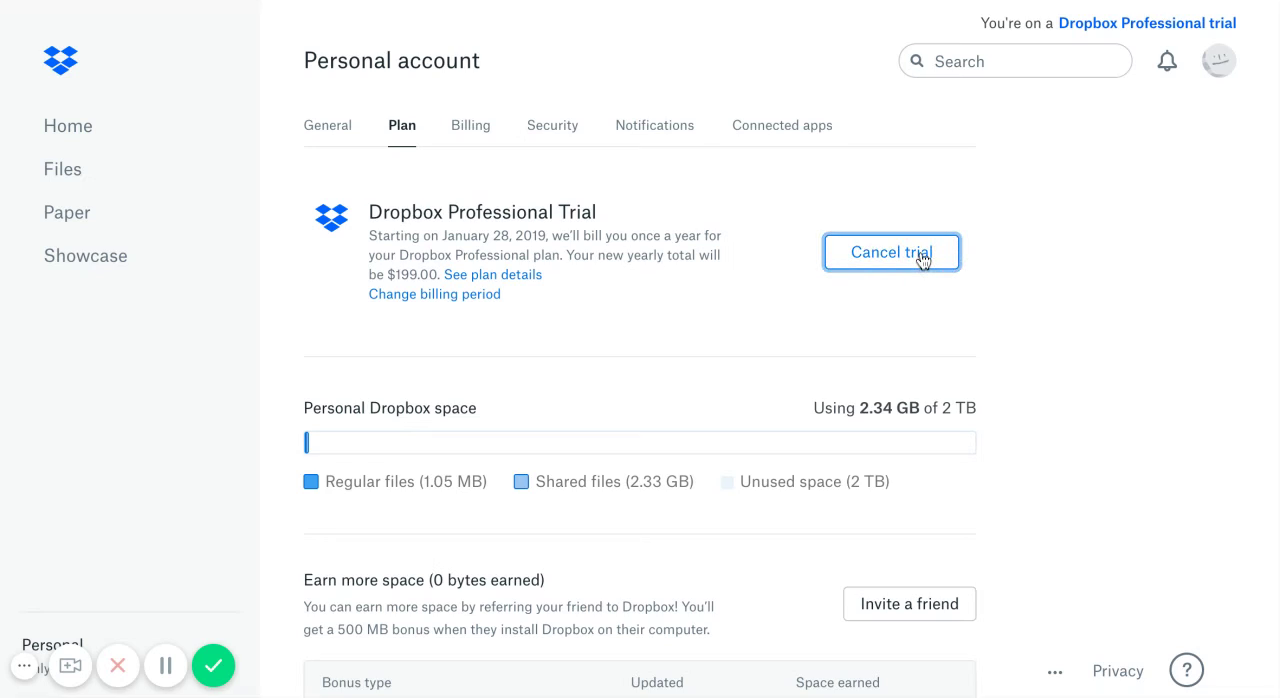 You're on a Dropbox Professional trial
Personal account
Search
Home
Files
Paper
Showcase
General Plan Billing Security Notifications Connected apps
Dropbox Professional Trial
Starting on January 28, 2019, we'll bill you once a year for
your Dropbox Professional plan. Your new yearly total will
be $199.00. See plan details
Change billing period
Cancel trial
Personal Dropbox space
Using 2.34 GB of 2 TB
Regular files (1.05 MB) Shared files (2.33 GB) Unused space (2 TB)
Earn more space (0 bytes earned)
You can earn more space by referring your friend to Dropbox! You'll
get a 500 MB bonus when they install Dropbox on their computer.
Invite a friend
Bonus type Updated Space earned
Personal
... Privacy ?